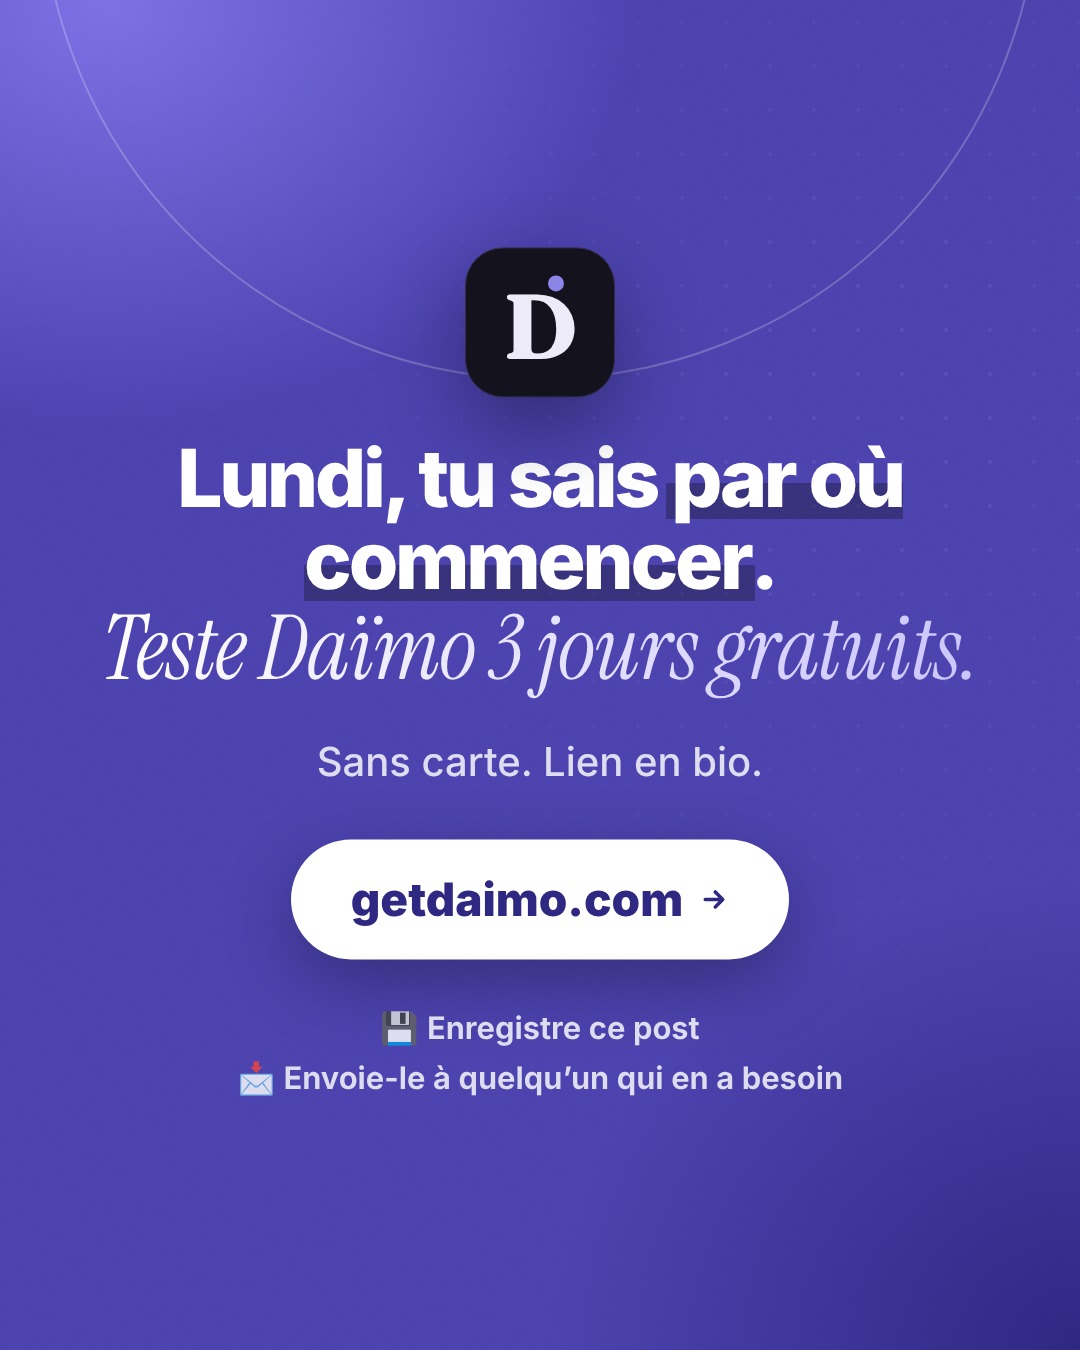 D
Lundi, tu sais par où
commencer.
Teste Daïmo 3 jours gratuits.
Sans carte. Lien en bio.
getdaimo.com →
💾 Enregistre ce post
📩 Envoie-le à quelqu’un qui en a besoin